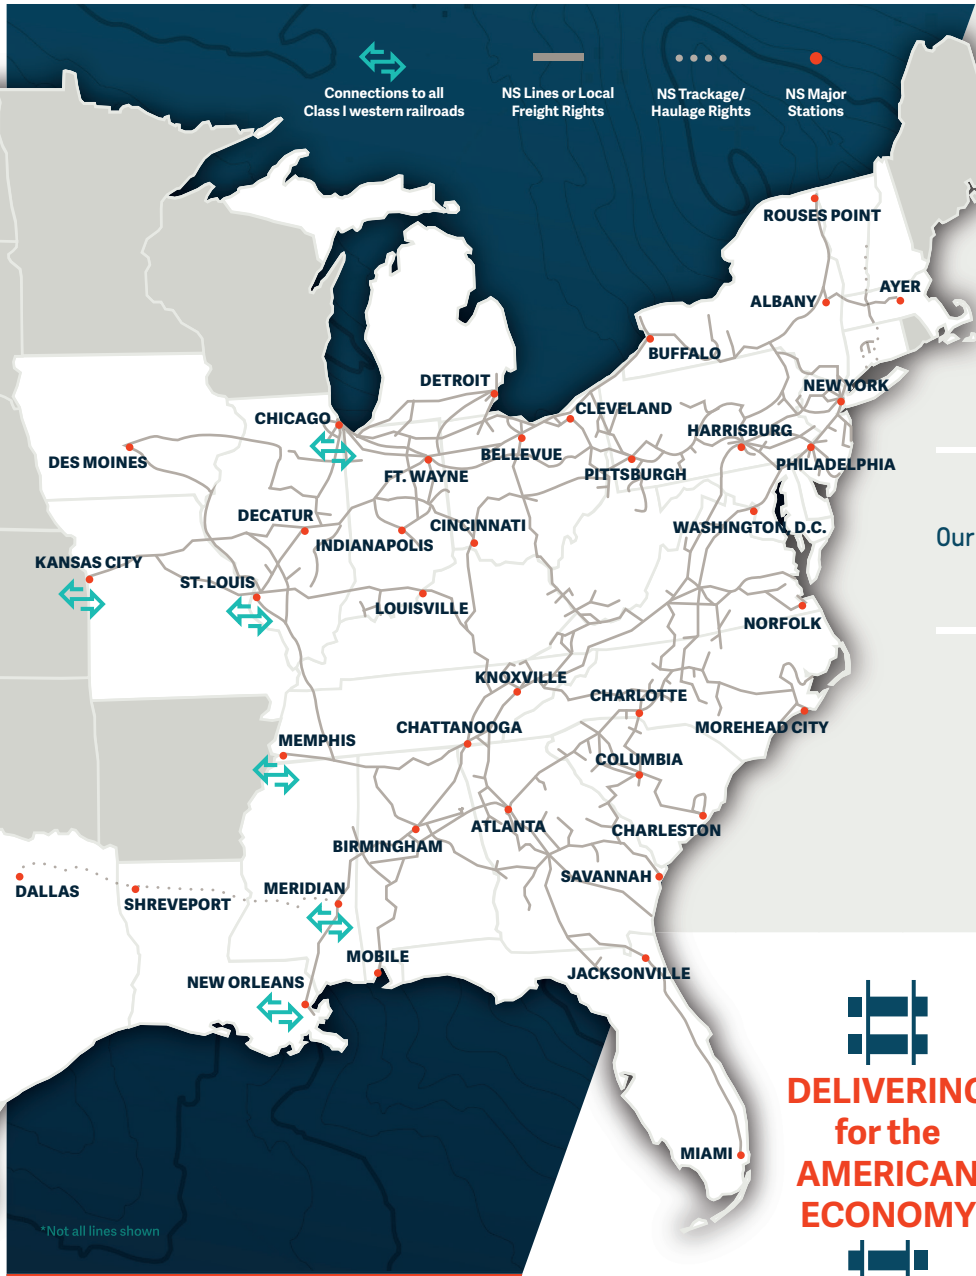 Connections to all
Class I western railroads
NS Lines or Local
Freight Rights
NS Trackage/
Haulage Rights
NS Major
Stations
ROUSES POINT
AYER
ALBANY
BUFFALO
DETROIT
NEW YORK
CLEVELAND
CHICAGO
HARRISBURG
BELLEVUE
DES MOINES
PHILADELPHIA
FT. WAYNE
PITTSBURGH
DECATUR
CINCINNATI
WASHINGTON, D.C.
Our
INDIANAPOLIS
KANSAS CITY
ST. LOUIS
LOUISVILLE
NORFOLK
KNOXVILLE
CHARLOTTE
CHATTANOOGA
MOREHEAD CITY
MEMPHIS
COLUMBIA
ATLANTA
CHARLESTON
BIRMINGHAM
SAVANNAH
MERIDIAN
DALLAS
SHREVEPORT
MOBILE
JACKSONVILLE
NEW ORLEANS
DELIVERING
for the
AMERICAN
ECONOMY
MIAMI
*Not all lines shown